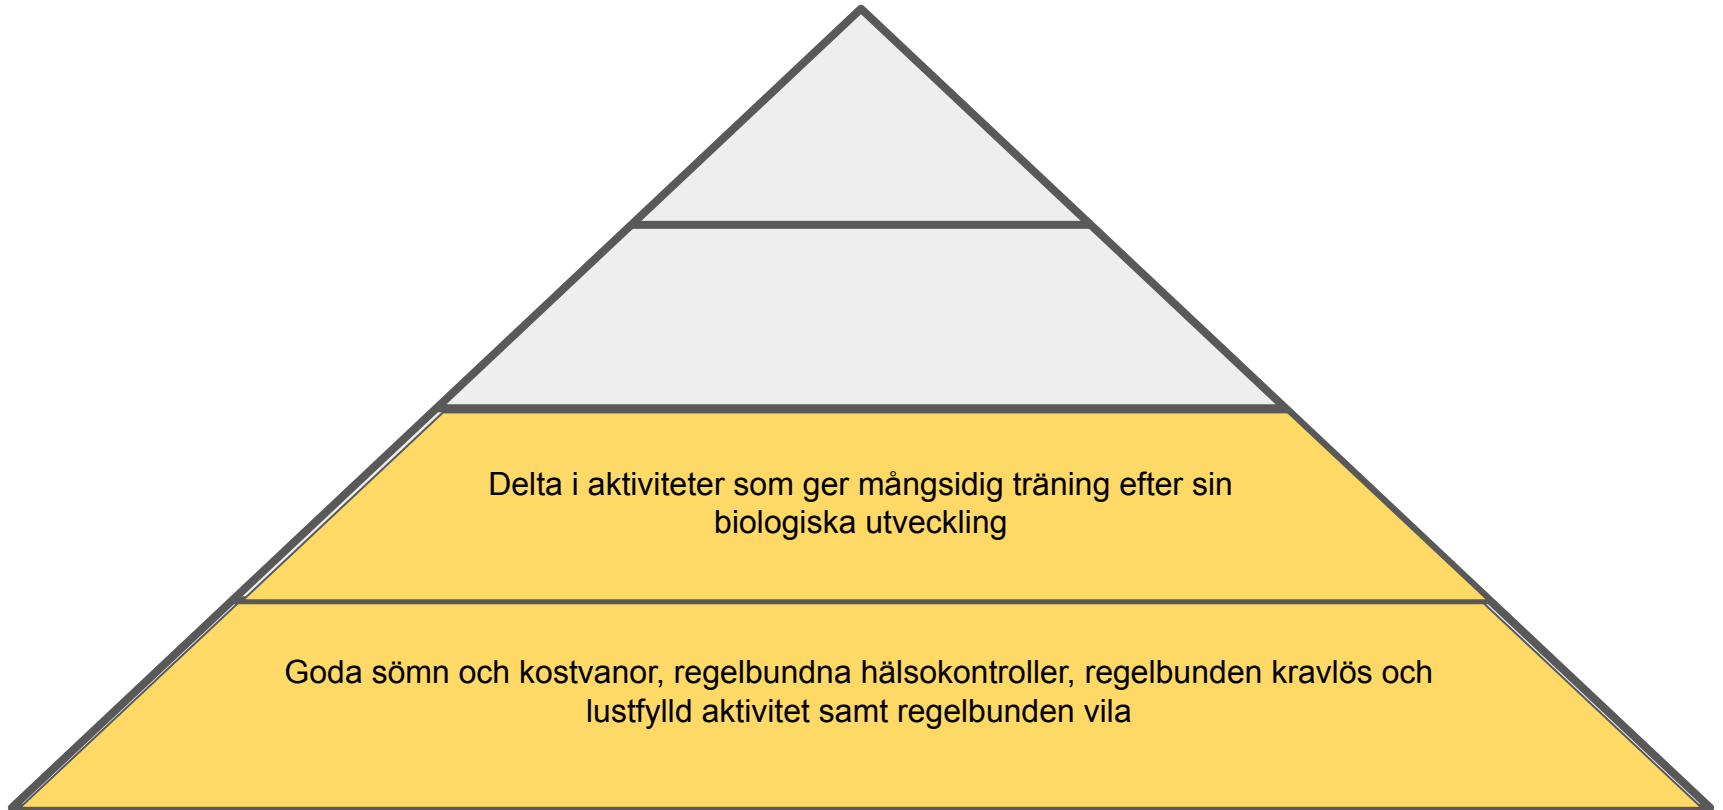 Delta i aktiviteter som ger mångsidig träning efter sin
biologiska utveckling
Goda sömn och kostvanor, regelbundna hälsokontroller, regelbunden kravlös och
lustfylld aktivitet samt regelbunden vila